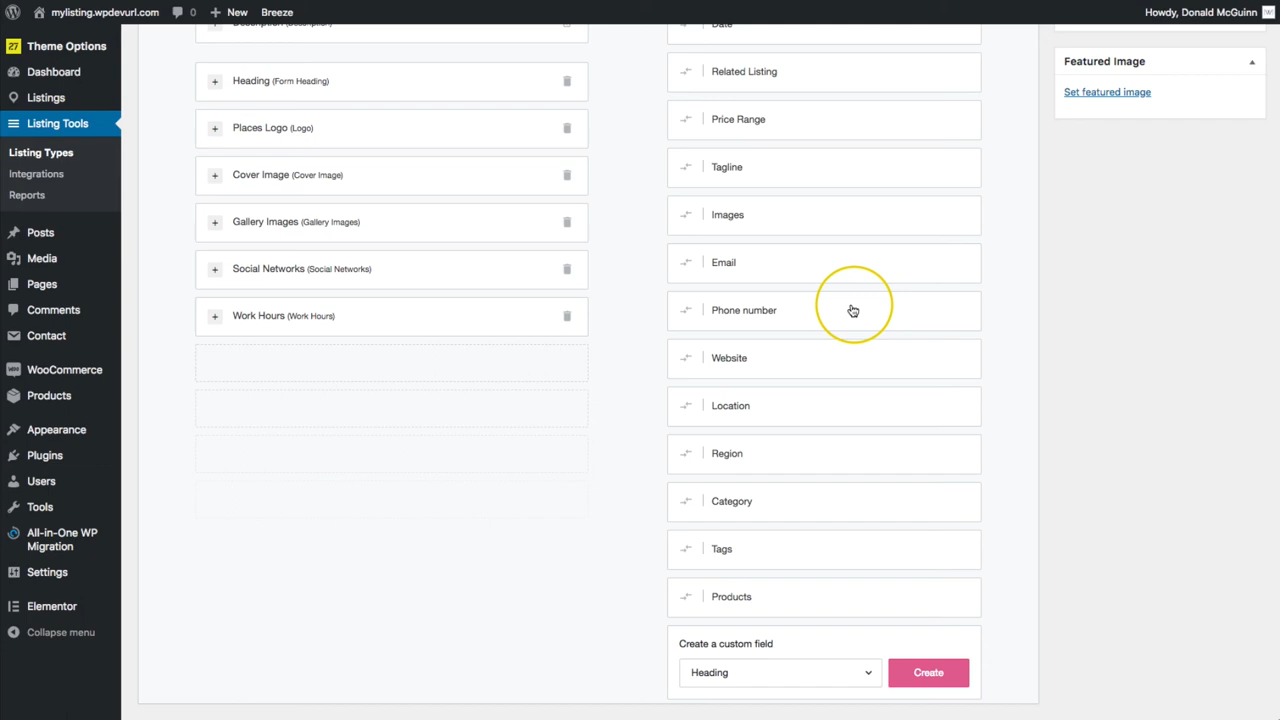 mylisting.wpdevurl.com 0 New Breeze Howdy, Donald McGuinn
27 Theme Options
Dashboard
Listings
Listing Tools
Listing Types
Integrations
Reports
Posts
Media
Pages
Comments
Contact
WooCommerce
Products
Appearance
Plugins
Users
Tools
All-in-One WP
Migration
Settings
Elementor
Collapse menu
Description (Description)
Heading (Form Heading)
Places Logo (Logo)
Cover Image (Cover Image)
Gallery Images (Gallery Images)
Social Networks (Social Networks)
Work Hours (Work Hours)
Date
Related Listing
Price Range
Tagline
Images
Email
Phone number
Website
Location
Region
Category
Tags
Products
Create a custom field
Heading Create
Featured Image
Set featured image